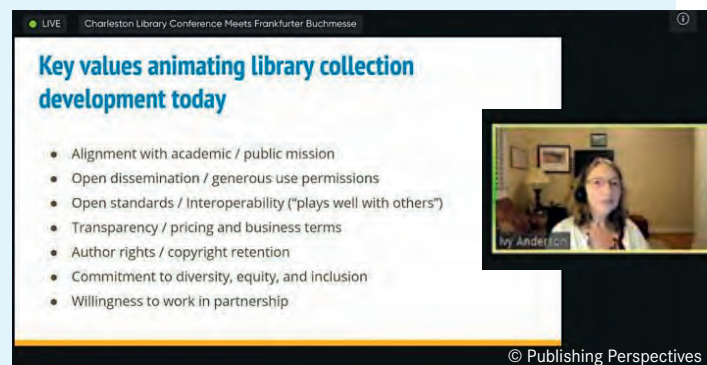 LIVE Charleston Library Conference Meets Frankfurter Buchmesse
Key values animating library collection
development today
● Alignment with academic / public mission
● Open dissemination / generous use permissions
● Open standards / Interoperability ("plays well with others")
● Transparency / pricing and business terms
● Author rights / copyright retention
● Commitment to diversity, equity, and inclusion
● Willingness to work in partnership
Ivy Anderson
© Publishing Perspectives